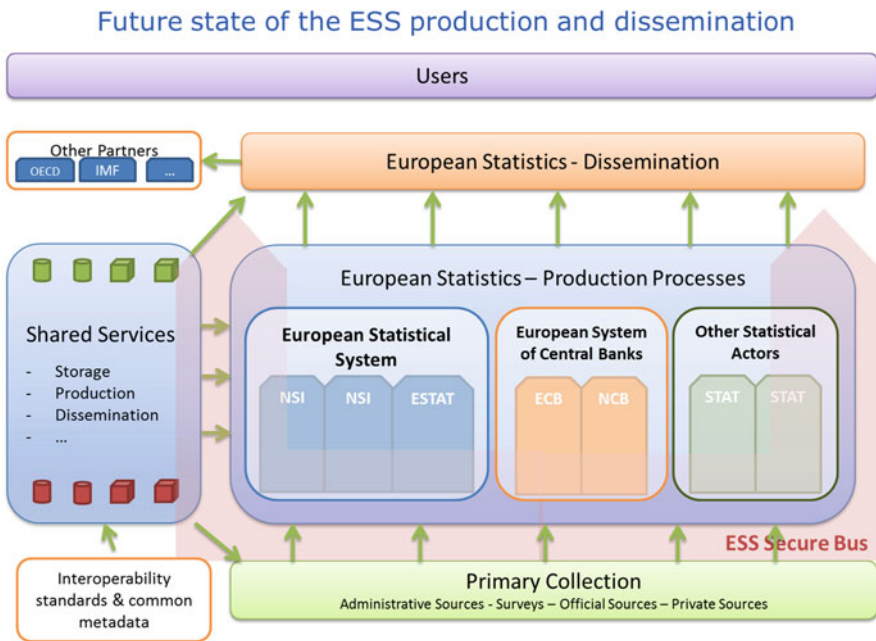 Future state of the ESS production and dissemination
Users
Other Partners
OECD
IMF
...
European Statistics - Dissemination
European Statistics – Production Processes
Shared Services
- Storage
- Production
- Dissemination
- ...
European Statistical
System
NSI
NSI
ESTAT
European System
of Central Banks
ECB
NCB
Other Statistical
Actors
STAT
STAT
ESS Secure Bus
Interoperability
standards & common
metadata
Primary Collection
Administrative Sources - Surveys – Official Sources – Private Sources